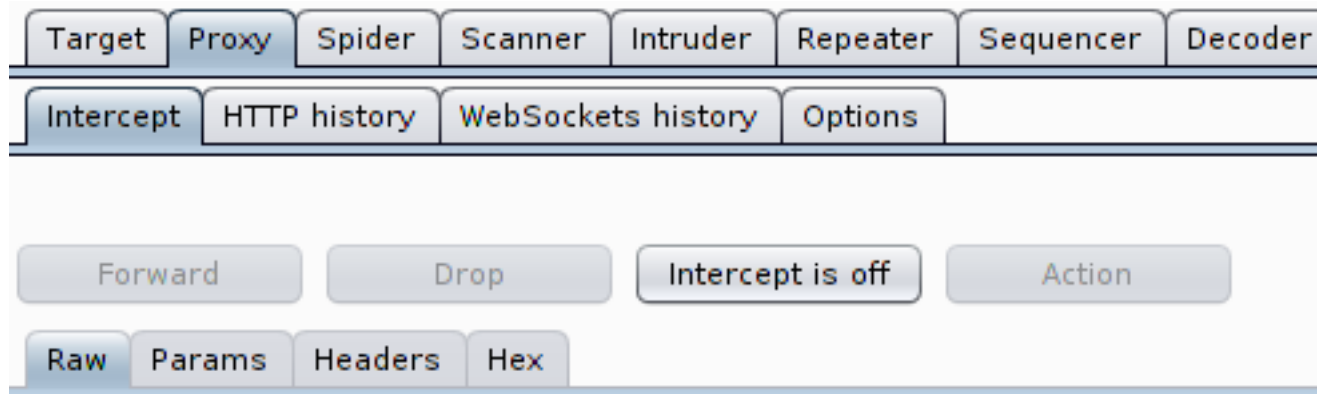 Target Proxy Spider Scanner Intruder Repeater Sequencer Decoder
Intercept HTTP history WebSockets history Options
Forward Drop Intercept is off Action
Raw Params Headers Hex